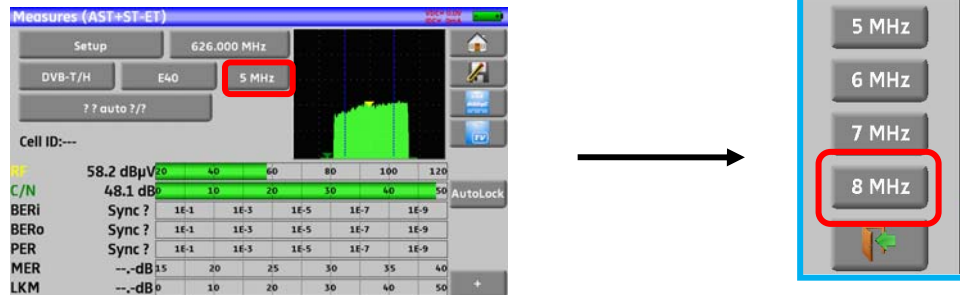 Measures (AST+ST-ET)
Setup 626.000 MHz
DVB-T/H E40 5 MHz
? ? auto ?/?
Cell ID:---
RF 58.2 dBµV 20 40 60 80 100 120
C/N 48.1 dB 0 10 20 30 40 50 AutoLock
BERi Sync ? 1E-1 1E-3 1E-5 1E-7 1E-9
BERo Sync ? 1E-1 1E-3 1E-5 1E-7 1E-9
PER Sync ? 1E-1 1E-3 1E-5 1E-7 1E-9
MER --.-dB 15 20 25 30 35 40
LKM --.-dB 0 10 20 30 40 50 +
TV
5 MHz
6 MHz
7 MHz
8 MHz